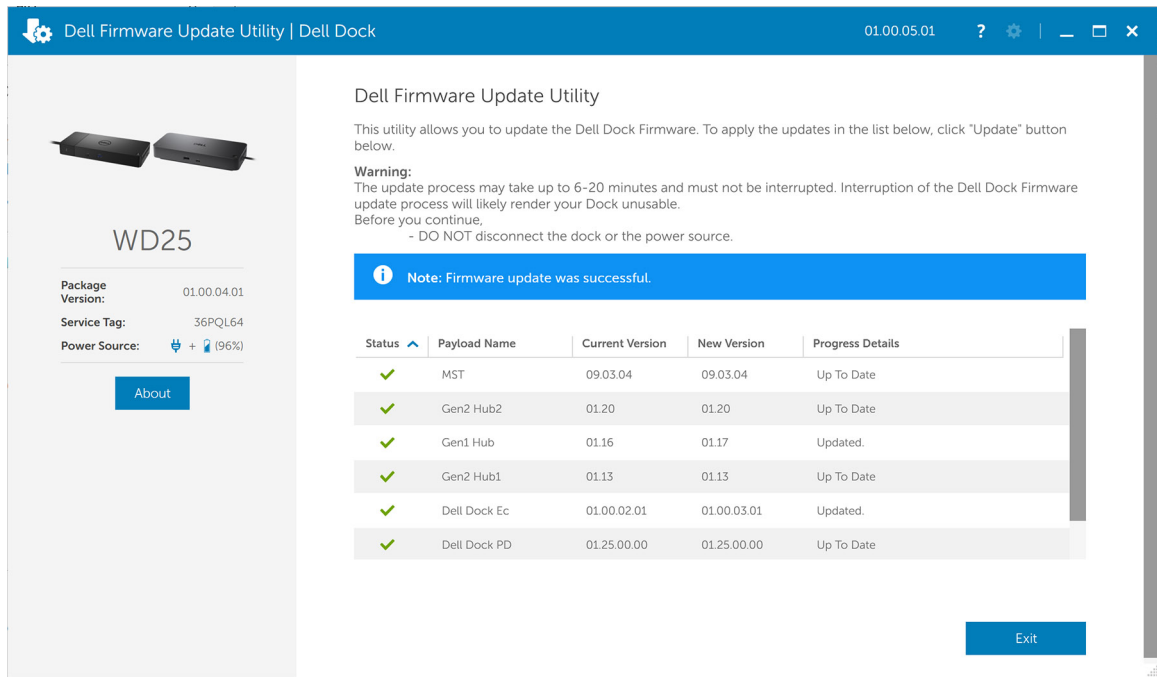 Dell Firmware Update Utility | Dell Dock
01.00.05.01
?
Dell Firmware Update Utility
This utility allows you to update the Dell Dock Firmware. To apply the updates in the list below, click "Update" button
below.
Warning:
The update process may take up to 6-20 minutes and must not be interrupted. Interruption of the Dell Dock Firmware
update process will likely render your Dock unusable.
Before you continue,
- DO NOT disconnect the dock or the power source.
WD25
Package Version: 01.00.04.01
Service Tag: 36PQL64
Power Source: + (96%)
About
Note: Firmware update was successful.
Status Payload Name Current Version New Version Progress Details
MST 09.03.04 09.03.04 Up To Date
Gen2 Hub2 01.20 01.20 Up To Date
Gen1 Hub 01.16 01.17 Updated.
Gen2 Hub1 01.13 01.13 Up To Date
Dell Dock Ec 01.00.02.01 01.00.03.01 Updated.
Dell Dock PD 01.25.00.00 01.25.00.00 Up To Date
Exit